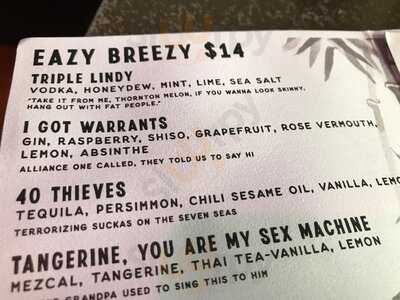 EAZY BREEZY $14
TRIPLE LINDY
VODKA, HONEYDEW, MINT, LIME, SEA SALT
"TAKE IT FROM ME, THORNTON MELON, IF YOU WANNA LOOK SKINNY,
HANG OUT WITH FAT PEOPLE."
I GOT WARRANTS
GIN, RASPBERRY, SHISO, GRAPEFRUIT, ROSE VERMOUTH,
LEMON, ABSINTHE
ALLIANCE ONE CALLED, THEY TOLD US TO SAY HI
40 THIEVES
TEQUILA, PERSIMMON, CHILI SESAME OIL, VANILLA, LEMO
TERRORIZING SUCKAS ON THE SEVEN SEAS
TANGERINE, YOU ARE MY SEX MACHINE
MEZCAL, TANGERINE, THAI TEA-VANILLA, LEMON
GRANDPA USED TO SING THIS TO HIM